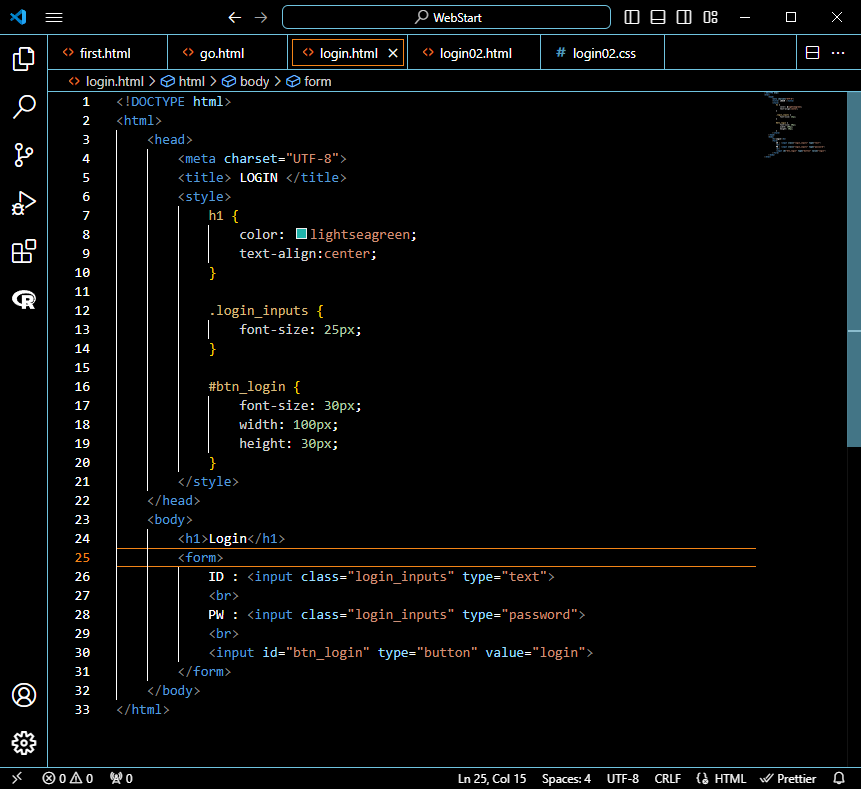 WebStart
first.html
go.html
login.html
login02.html
# login02.css
login.html > html > body > form
1 <!DOCTYPE html>
2 <html>
3 <head>
4 <meta charset="UTF-8">
5 <title> LOGIN </title>
6 <style>
7 h1 {
8 color: lightseagreen;
9 text-align:center;
10 }
11
12 .login_inputs {
13 font-size: 25px;
14 }
15
16 #btn_login {
17 font-size: 30px;
18 width: 100px;
19 height: 30px;
20 }
21 </style>
22 </head>
23 <body>
24 <h1>Login</h1>
25 <form>
26 ID : <input class="login_inputs" type="text">
27 <br>
28 PW : <input class="login_inputs" type="password">
29 <br>
30 <input id="btn_login" type="button" value="login">
31 </form>
32 </body>
33 </html>
0 0 0 Ln 25, Col 15 Spaces: 4 UTF-8 CRLF HTML Prettier